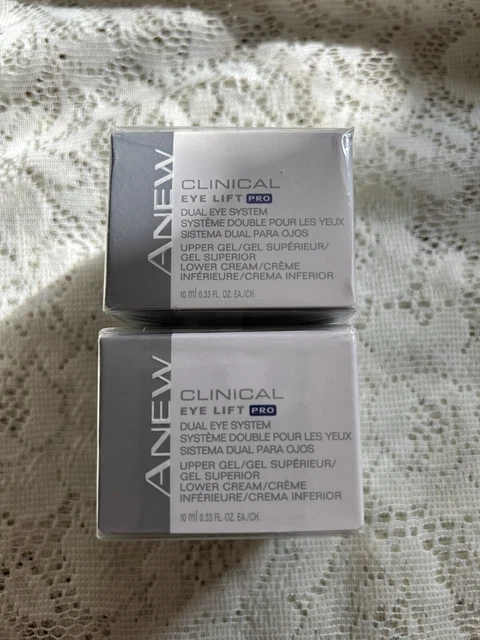 ANEW
CLINICAL
EYE LIFT PRO
DUAL EYE SYSTEM
SYSTÈME DOUBLE POUR LES YEUX
SISTEMA DUAL PARA OJOS
UPPER GEL/GEL SUPÉRIEUR/
GEL SUPERIOR
LOWER CREAM/CRÈME
INFÉRIEURE/CREMA INFERIOR
10 ml 0.33 FL. OZ. EA./CH.
ANEW
CLINICAL
EYE LIFT PRO
DUAL EYE SYSTEM
SYSTÈME DOUBLE POUR LES YEUX
SISTEMA DUAL PARA OJOS
UPPER GEL/GEL SUPÉRIEUR/
GEL SUPERIOR
LOWER CREAM/CRÈME
INFÉRIEURE/CREMA INFERIOR
10 ml 0.33 FL. OZ. EA./CH.